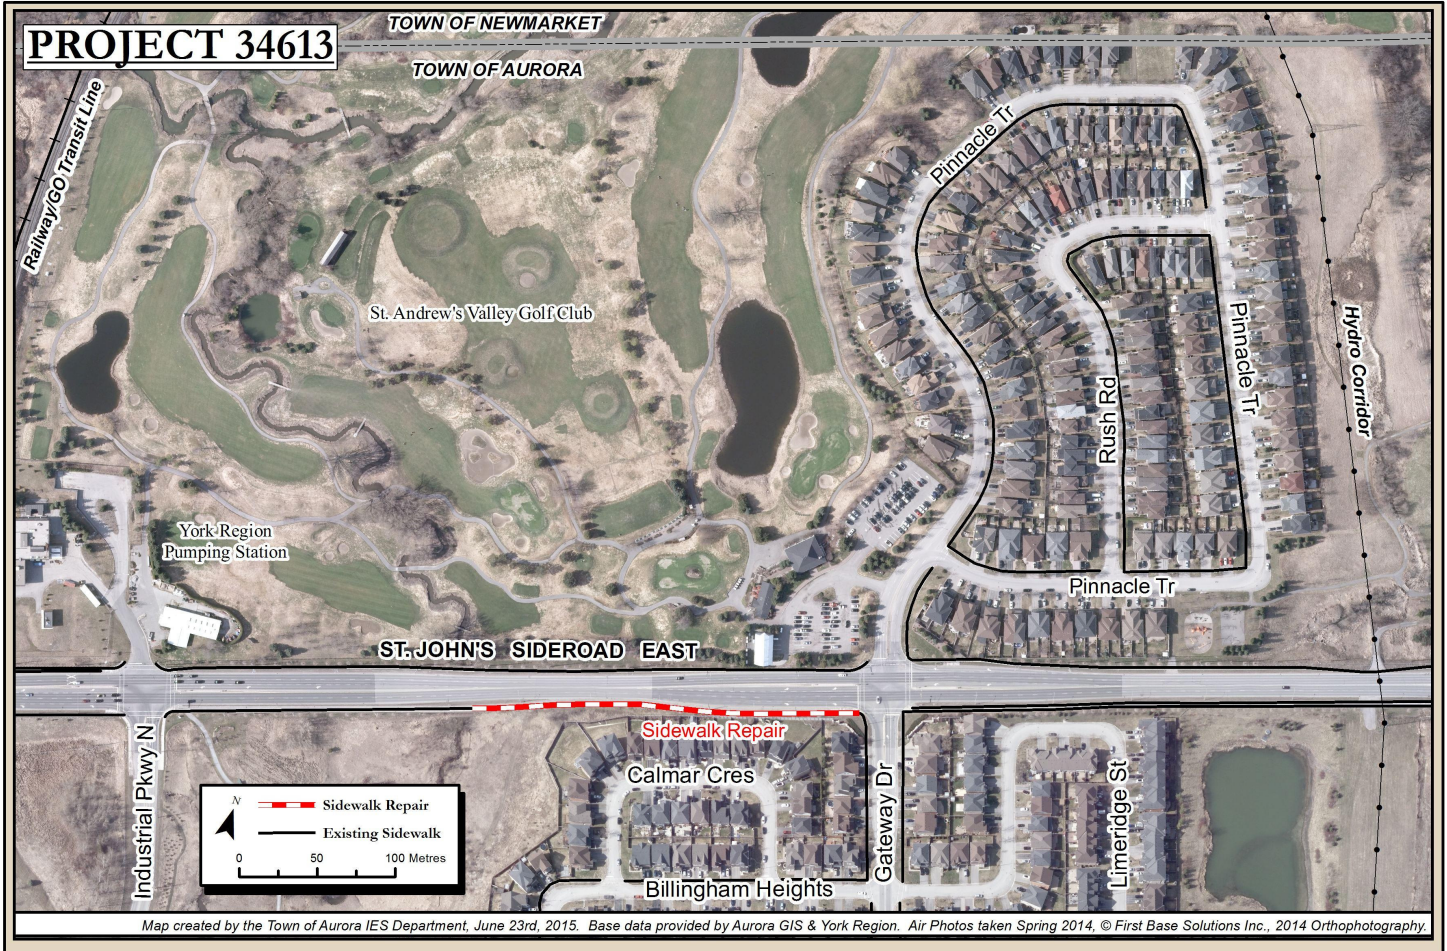 PROJECT 34613
TOWN OF NEWMARKET
TOWN OF AURORA
Railway/GO Transit Line
Pinnacle Tr
St. Andrew's Valley Golf Club
Pinnacle Tr
Hydro Corridor
Rush Rd
York Region
Pumping Station
Pinnacle Tr
ST. JOHN'S SIDEROAD EAST
Sidewalk Repair
Industrial Pkwy N
Calmar Cres
Gateway Dr
Limeridge St
Billingham Heights
N
Sidewalk Repair
Existing Sidewalk
0 50 100 Metres
Map created by the Town of Aurora IES Department, June 23rd, 2015. Base data provided by Aurora GIS & York Region. Air Photos taken Spring 2014, © First Base Solutions Inc., 2014 Orthophotography.